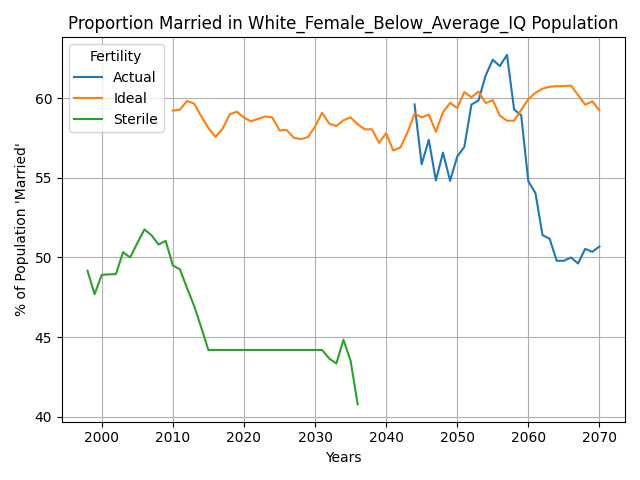 Proportion Married in White_Female_Below_Average_IQ Population
Fertility
Actual
Ideal
Sterile
% of Population 'Married'
60
55
50
45
40
2000
2010
2020
2030
2040
2050
2060
2070
Years